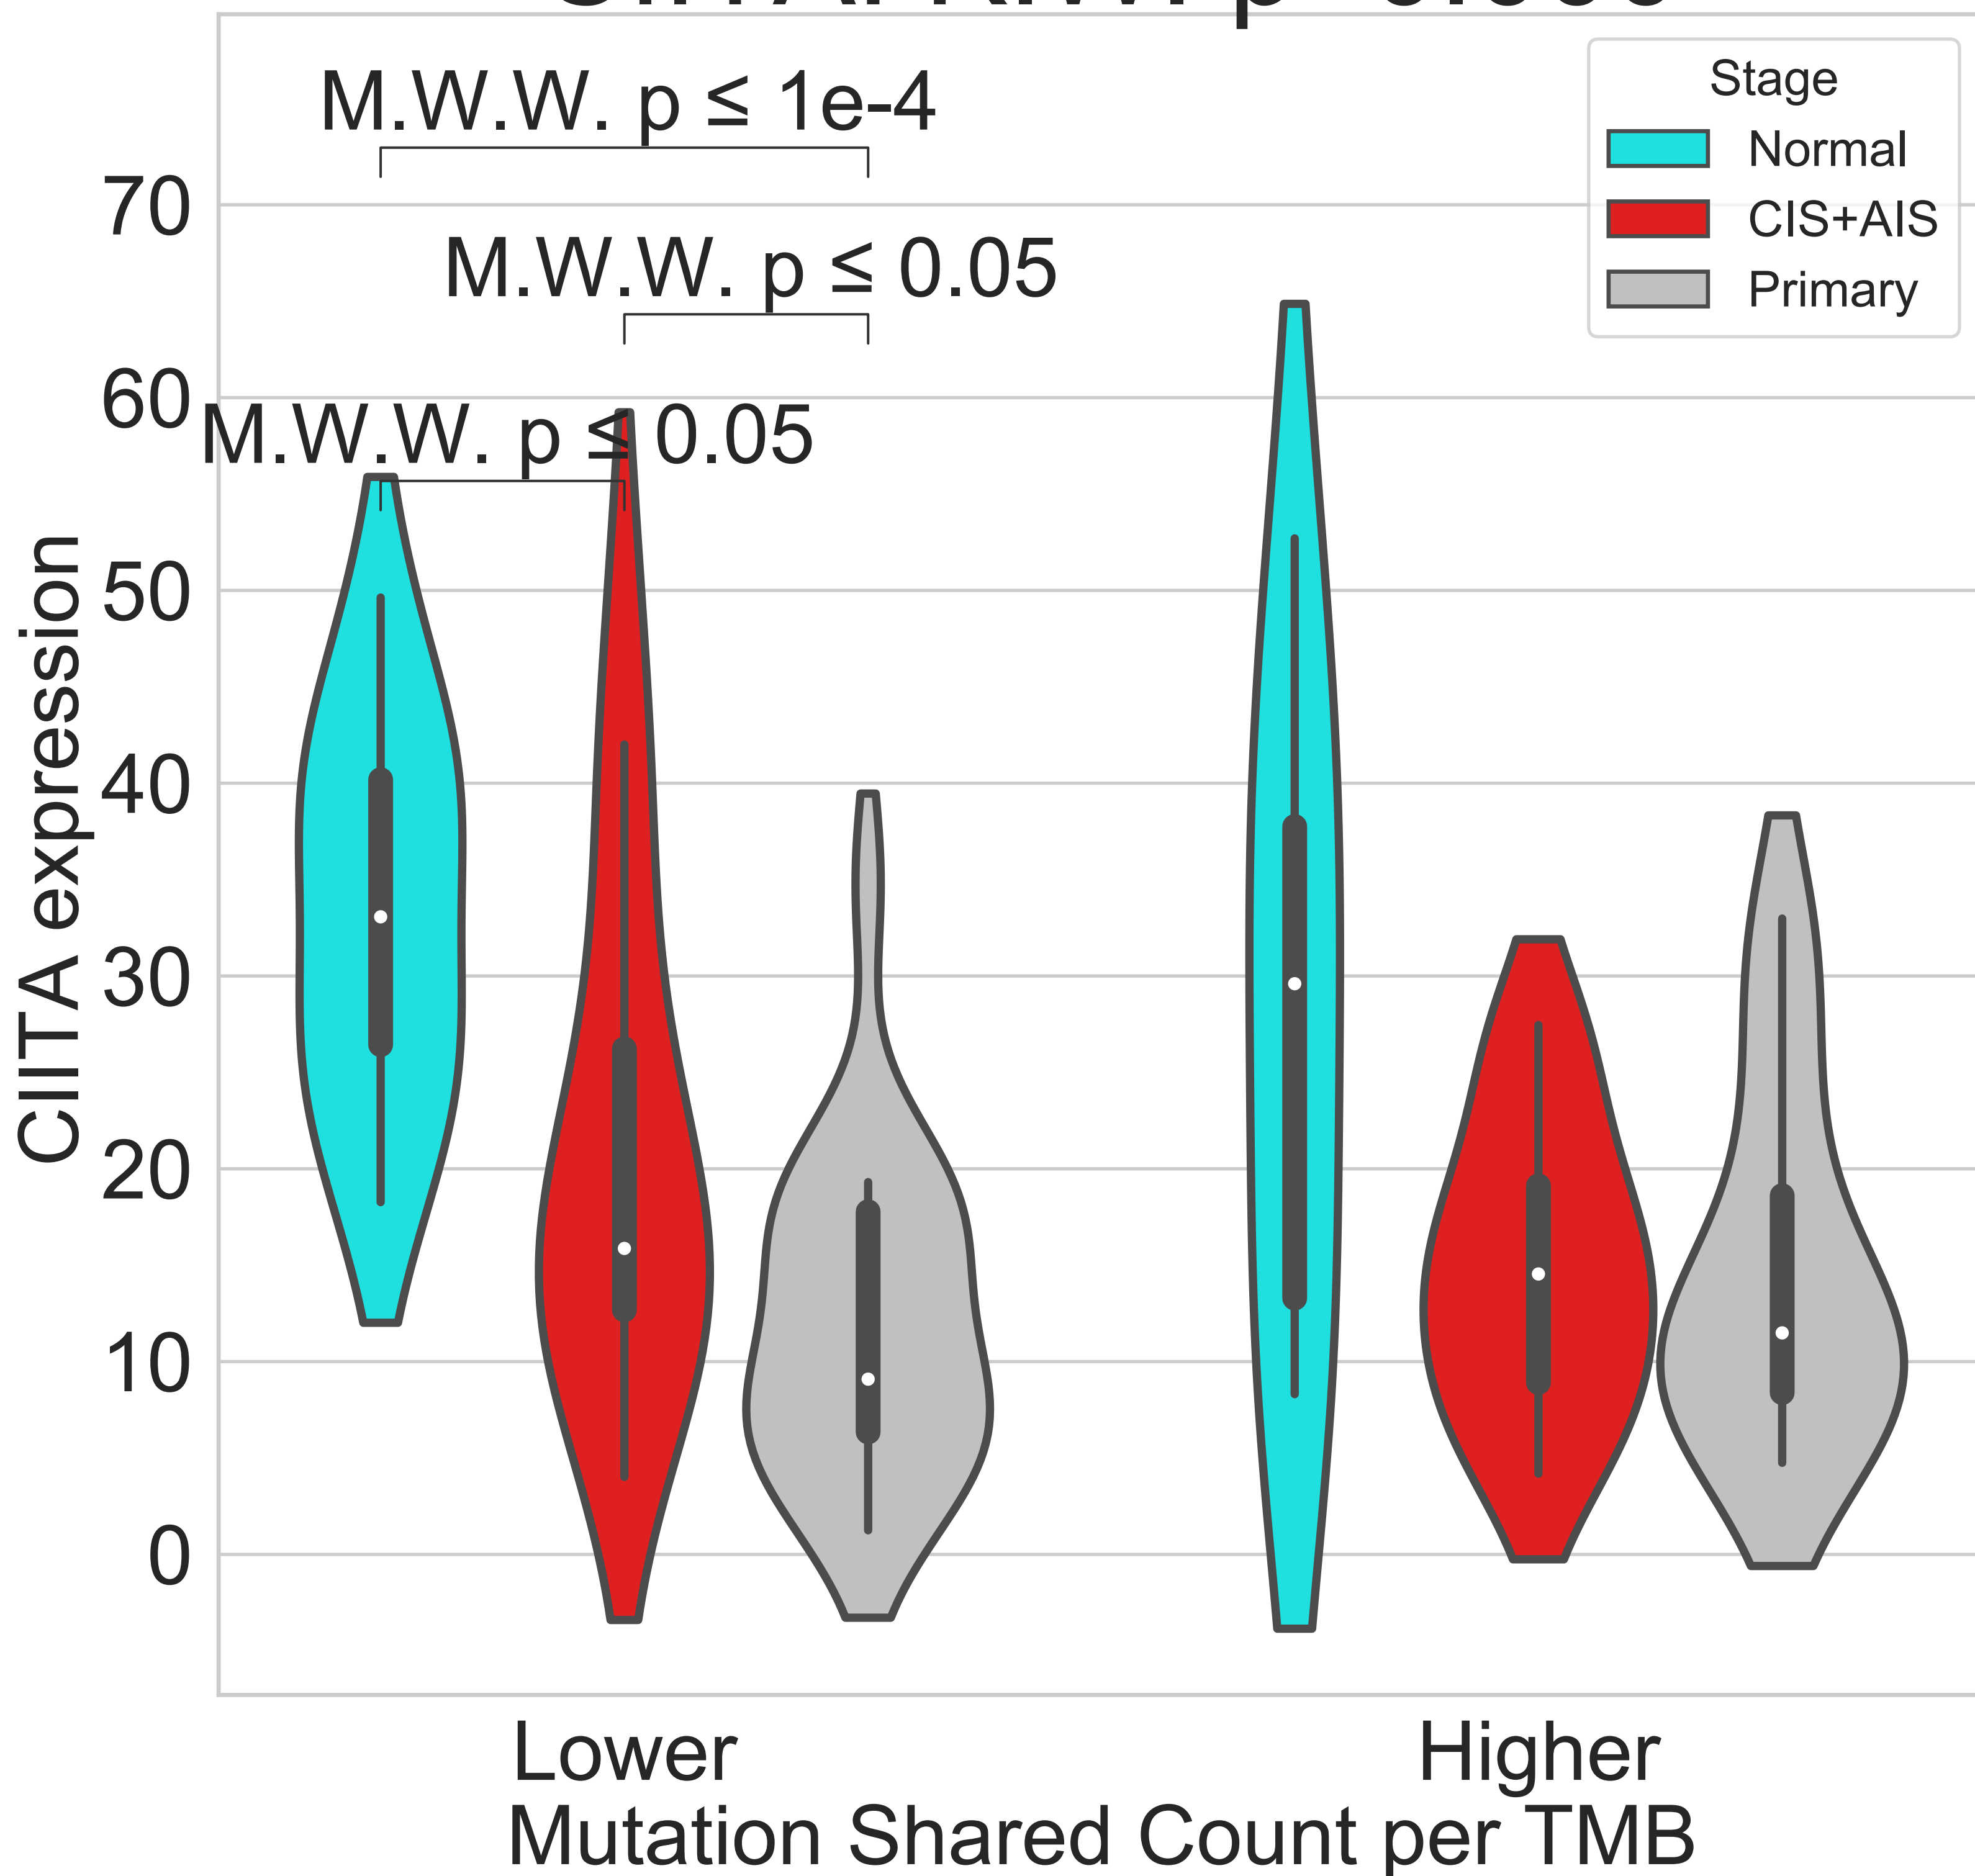 M.W.W. p ≤ 1e-4
M.W.W. p ≤ 0.05
M.W.W. p ≤ 0.05
Stage
Normal
CIS+AIS
Primary
CIITA expression
70
60
50
40
30
20
10
0
Lower
Higher
Mutation Shared Count per TMB